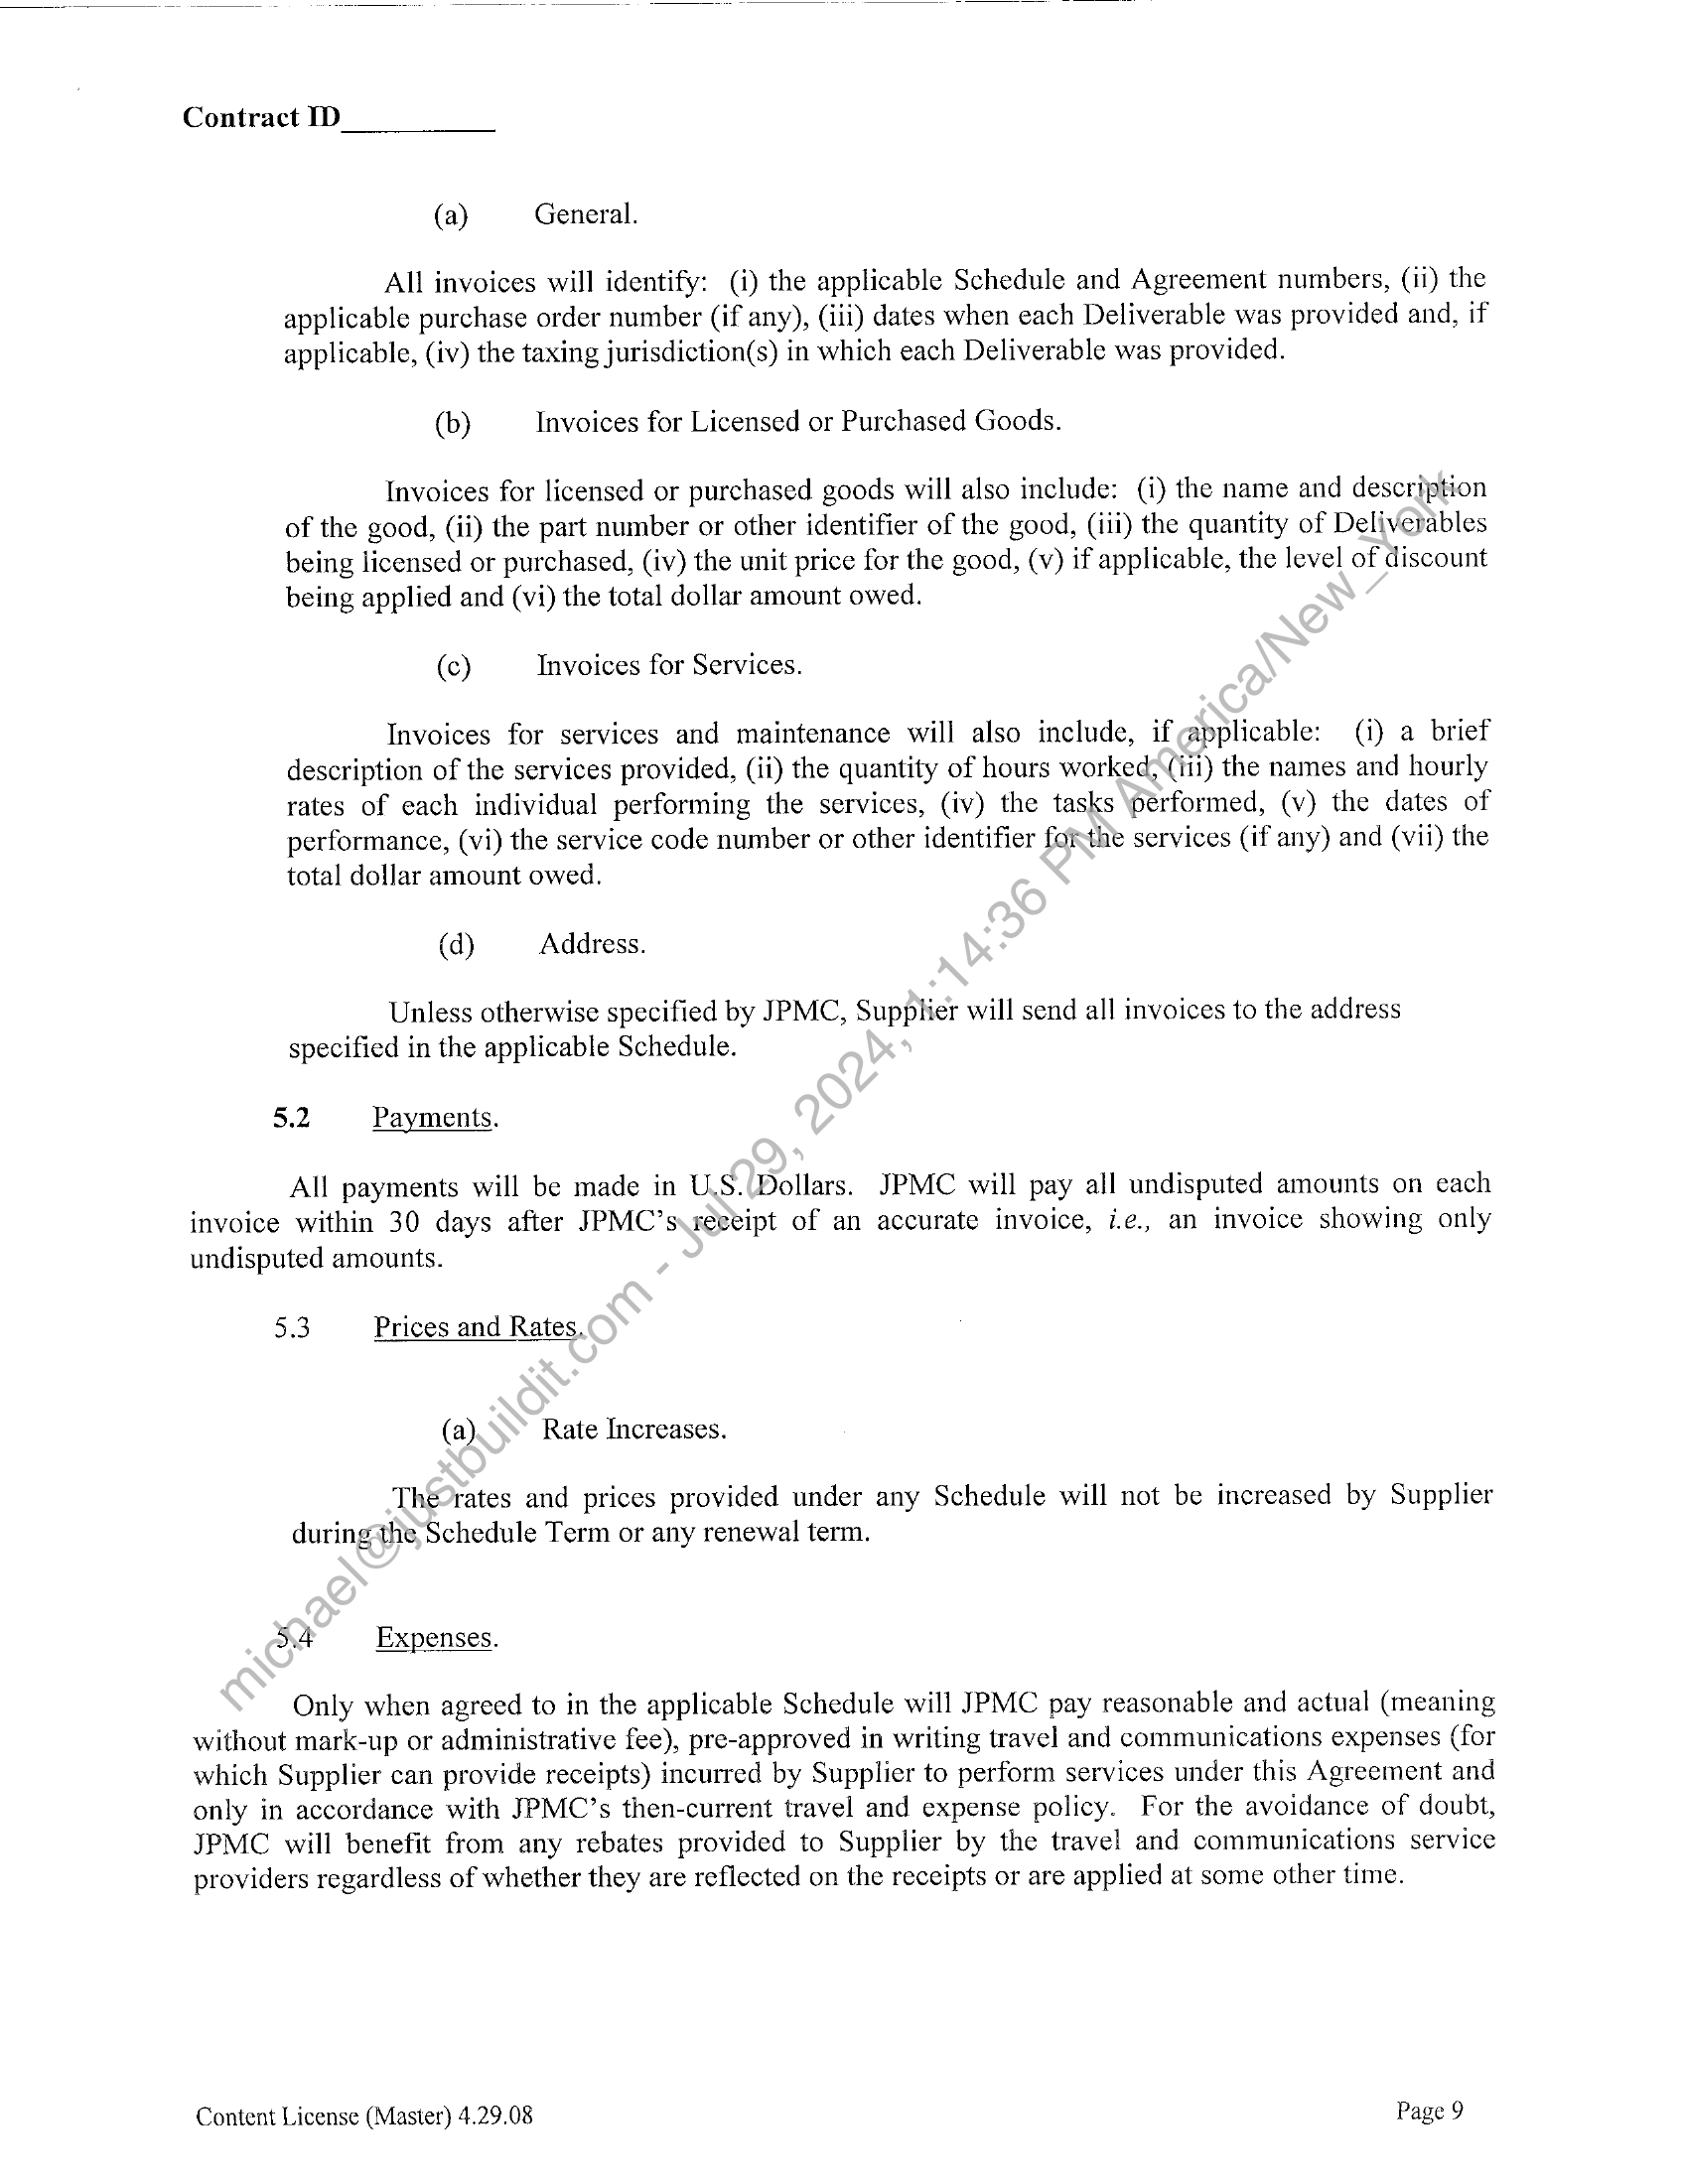 Contract ID__________
(a) General.
All invoices will identify: (i) the applicable Schedule and Agreement numbers, (ii) the
applicable purchase order number (if any), (iii) dates when each Deliverable was provided and, if
applicable, (iv) the taxing jurisdiction(s) in which each Deliverable was provided.
(b) Invoices for Licensed or Purchased Goods.
Invoices for licensed or purchased goods will also include: (i) the name and description
of the good, (ii) the part number or other identifier of the good, (iii) the quantity of Deliverables
being licensed or purchased, (iv) the unit price for the good, (v) if applicable, the level of discount
being applied and (vi) the total dollar amount owed.
(c) Invoices for Services.
Invoices for services and maintenance will also include, if applicable: (i) a brief
description of the services provided, (ii) the quantity of hours worked, (iii) the names and hourly
rates of each individual performing the services, (iv) the tasks performed, (v) the dates of
performance, (vi) the service code number or other identifier for the services (if any) and (vii) the
total dollar amount owed.
(d) Address.
Unless otherwise specified by JPMC, Supplier will send all invoices to the address
specified in the applicable Schedule.
5.2 Payments.
All payments will be made in U.S. Dollars. JPMC will pay all undisputed amounts on each
invoice within 30 days after JPMC's receipt of an accurate invoice, i.e., an invoice showing only
undisputed amounts.
5.3 Prices and Rates.
(a) Rate Increases.
The rates and prices provided under any Schedule will not be increased by Supplier
during the Schedule Term or any renewal term.
5.4 Expenses.
Only when agreed to in the applicable Schedule will JPMC pay reasonable and actual (meaning
without mark-up or administrative fee), pre-approved in writing travel and communications expenses (for
which Supplier can provide receipts) incurred by Supplier to perform services under this Agreement and
only in accordance with JPMC's then-current travel and expense policy. For the avoidance of doubt,
JPMC will benefit from any rebates provided to Supplier by the travel and communications service
providers regardless of whether they are reflected on the receipts or are applied at some other time.
Content License (Master) 4.29.08
Page 9
michael@justbuildit.com - Jul 29, 2024, 1:14:36 PM America/New_York